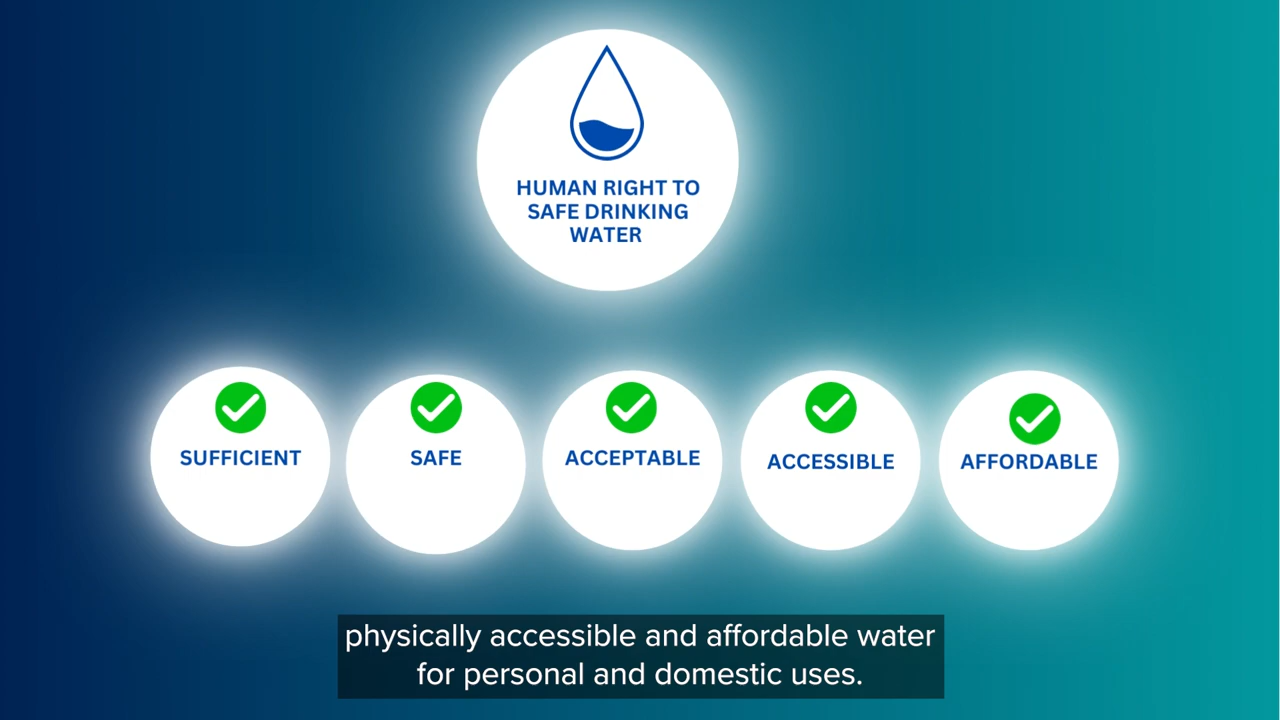 HUMAN RIGHT TO
SAFE DRINKING
WATER
SUFFICIENT
SAFE
ACCEPTABLE
ACCESSIBLE
AFFORDABLE
physically accessible and affordable water
for personal and domestic uses.